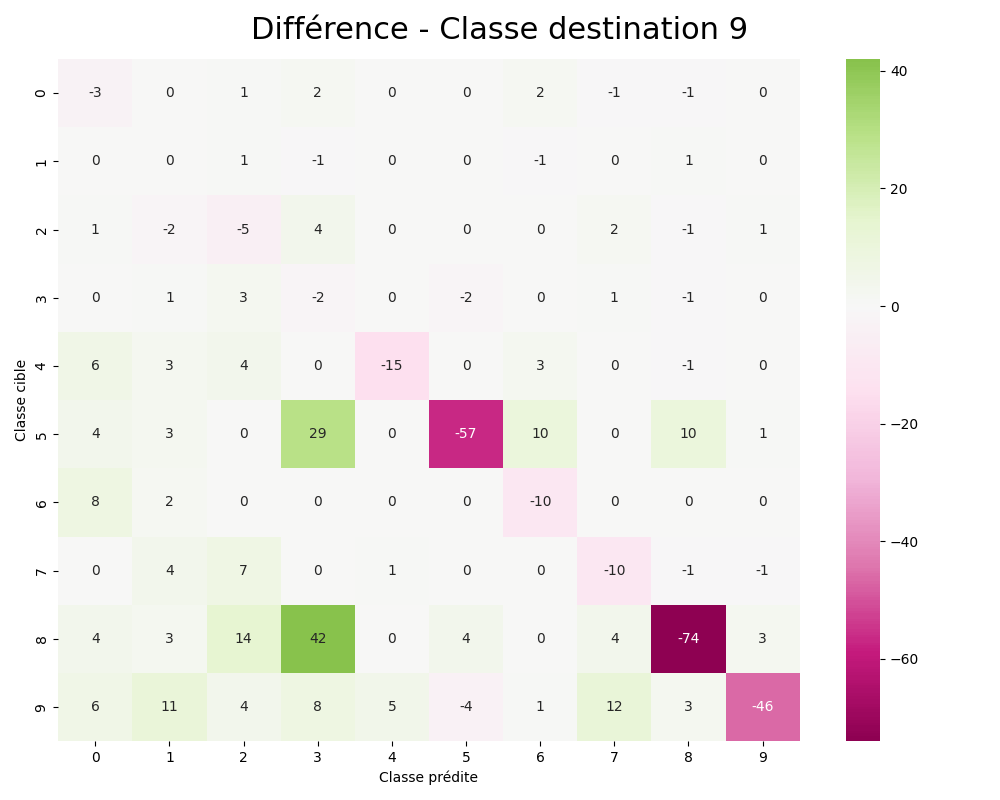 Différence - Classe destination 9
0 -3 0 1 2 0 0 2 -1 -1 0
1 0 0 1 -1 0 0 -1 0 1 0
2 1 -2 -5 4 0 0 0 2 -1 1
3 0 1 3 -2 0 -2 0 1 -1 0
4 6 3 4 0 -15 0 3 0 -1 0
5 4 3 0 29 0 -57 10 0 10 1
6 8 2 0 0 0 0 -10 0 0 0
7 0 4 7 0 1 0 0 -10 -1 -1
8 4 3 14 42 0 4 0 4 -74 3
9 6 11 4 8 5 -4 1 12 3 -46
0 1 2 3 4 5 6 7 8 9
Classe prédite
Classe cible
40
20
0
−20
−40
−60